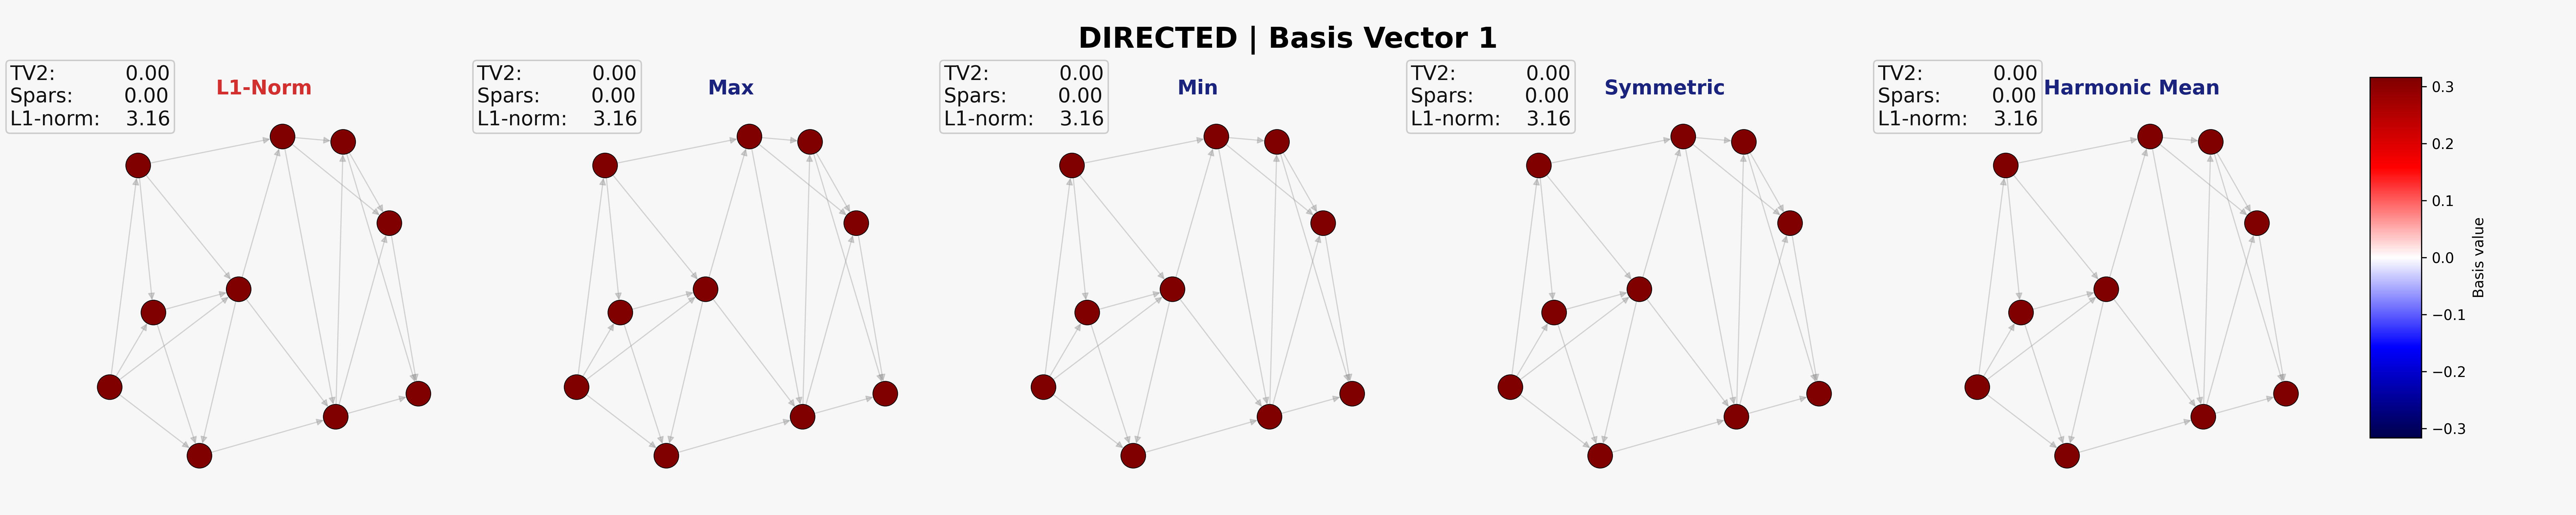 DIRECTED | Basis Vector 1
TV2: 0.00
Spars: 0.00
L1-norm: 3.16
L1-Norm
TV2: 0.00
Spars: 0.00
L1-norm: 3.16
Max
TV2: 0.00
Spars: 0.00
L1-norm: 3.16
Min
TV2: 0.00
Spars: 0.00
L1-norm: 3.16
Symmetric
TV2: 0.00
Spars: 0.00
L1-norm: 3.16
Harmonic Mean
0.3
0.2
0.1
0.0
−0.1
−0.2
−0.3
Basis value